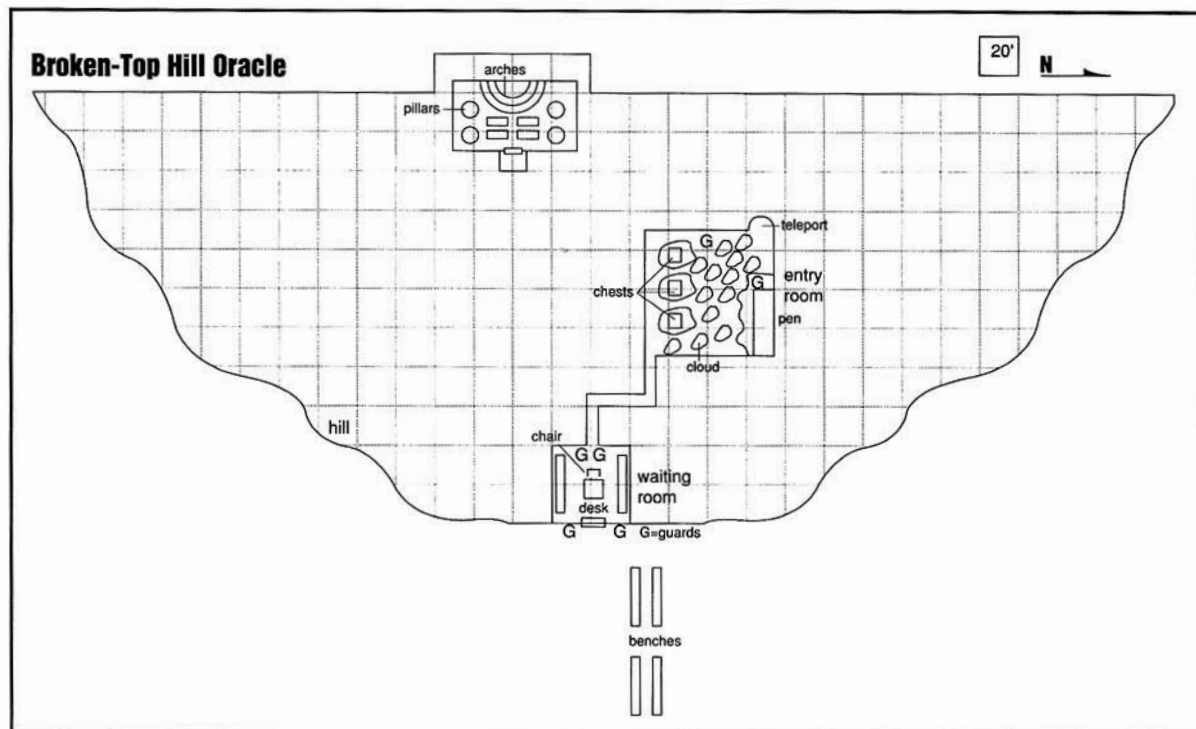 Broken-Top Hill Oracle
20'
N
arches
pillars
teleport
G
entry
G
room
chests
pen
cloud
hill
chair
G G
waiting
room
desk
G
G
G=guards
benches